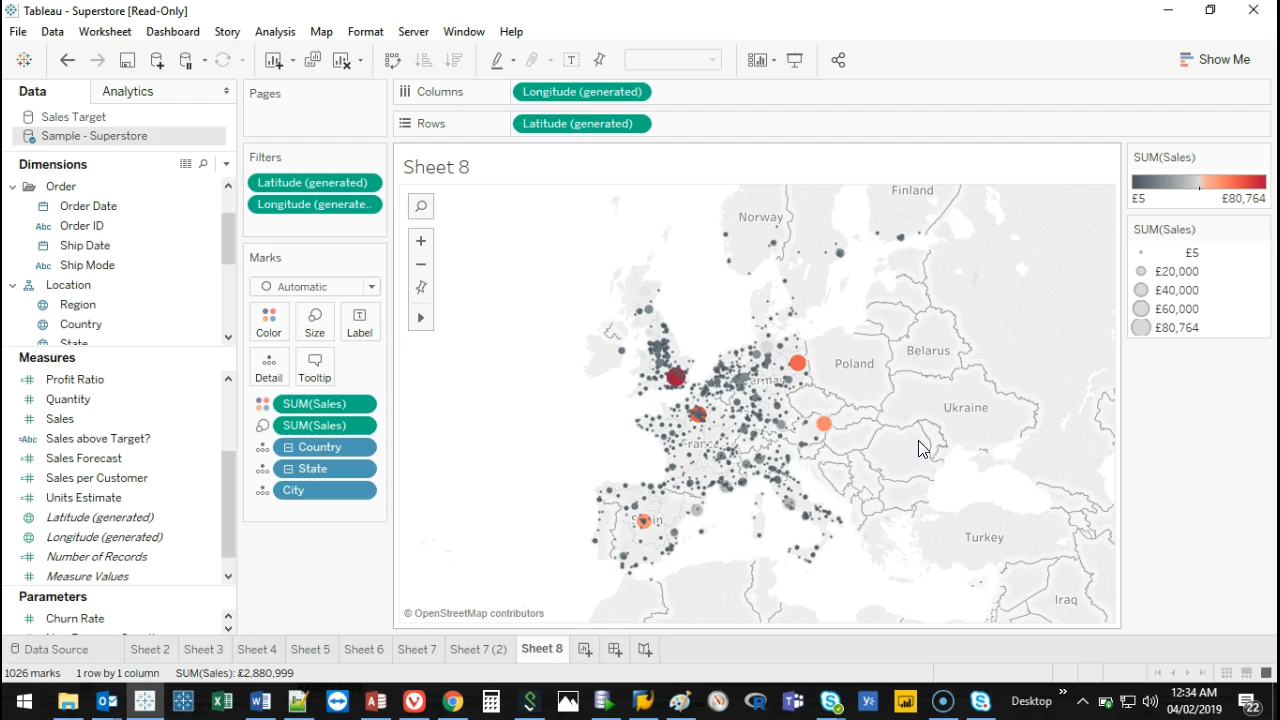 Tableau - Superstore [Read-Only]
File Data Worksheet Dashboard Story Analysis Map Format Server Window Help
Show Me
Data
Analytics
Sales Target
Sample - Superstore
Dimensions
Order
Order Date
Abc Order ID
Ship Date
Abc Ship Mode
Location
Region
Country
State
Measures
Profit Ratio
Quantity
Sales
=Abc Sales above Target?
Sales Forecast
Sales per Customer
Units Estimate
Latitude (generated)
Longitude (generated)
Number of Records
Measure Values
Parameters
Churn Rate
Pages
Filters
Latitude (generated)
Longitude (generate..
Marks
Automatic
Color Size Label
Detail Tooltip
SUM(Sales)
SUM(Sales)
Country
State
City
Columns Longitude (generated)
Rows Latitude (generated)
Sheet 8
Finland
Norway
Poland
Belarus
Ukraine
Turkey
Iraq
© OpenStreetMap contributors
SUM(Sales)
£5 £80,764
SUM(Sales)
£5
£20,000
£40,000
£60,000
£80,764
Data Source Sheet 2 Sheet 3 Sheet 4 Sheet 5 Sheet 6 Sheet 7 Sheet 7 (2) Sheet 8
1026 marks 1 row by 1 column SUM(Sales): £2,880,999
Desktop
12:34 AM
04/02/2019
22